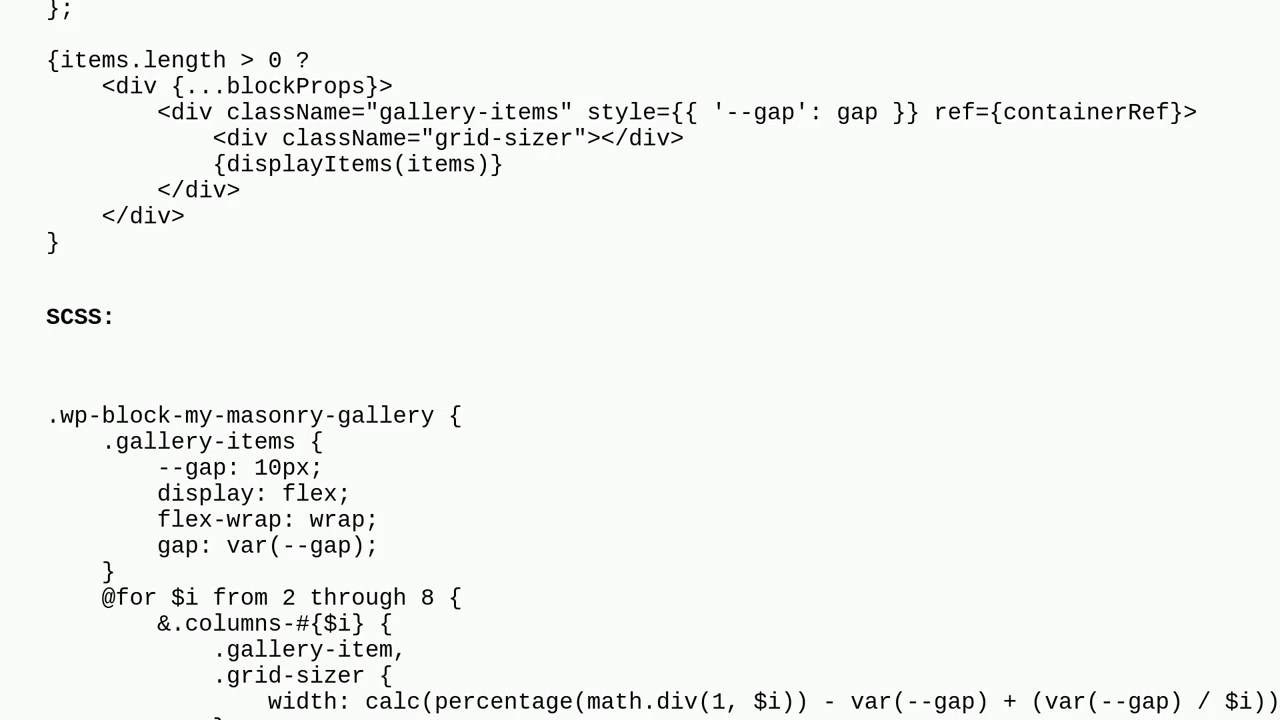 };
{items.length > 0 ?
<div {...blockProps}>
<div className="gallery-items" style={{ '--gap': gap }} ref={containerRef}>
<div className="grid-sizer"></div>
{displayItems(items)}
</div>
</div>
}
SCSS:
.wp-block-my-masonry-gallery {
.gallery-items {
--gap: 10px;
display: flex;
flex-wrap: wrap;
gap: var(--gap);
}
@for $i from 2 through 8 {
&.columns-#{$i} {
.gallery-item,
.grid-sizer {
width: calc(percentage(math.div(1, $i)) - var(--gap) + (var(--gap) / $i))